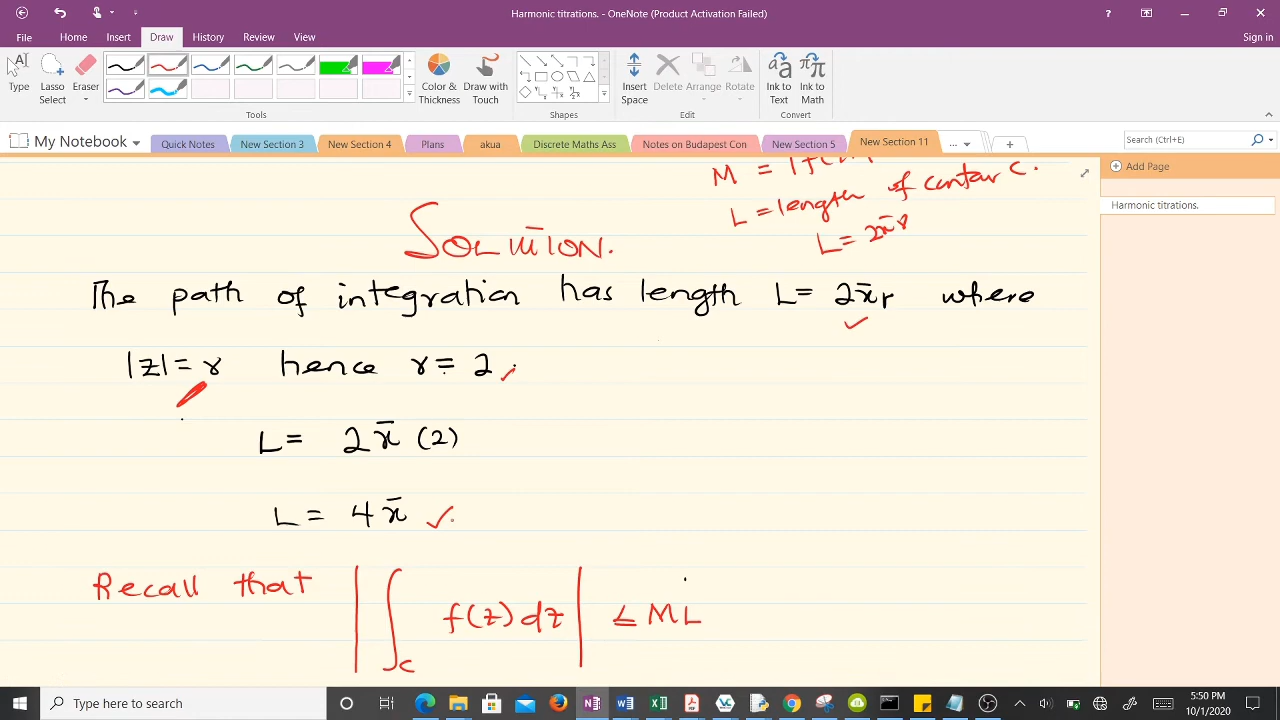 Harmonic titrations. - OneNote (Product Activation Failed)
File Home Insert Draw History Review View Sign in
Type Lasso Select Eraser Color & Thickness Draw with Touch Insert Space Delete Arrange Rotate Ink to Text Ink to Math
Tools Shapes Edit Convert
My Notebook Quick Notes New Section 3 New Section 4 Plans akua Discrete Maths Ass Notes on Budapest Con New Section 5 New Section 11 ... Search (Ctrl+E)
Add Page
Harmonic titrations.
M =
L = length of contour C.
L = 2π r
SOLUTION.
The path of integration has length L = 2π r where
|z| = r hence r = 2
L = 2π (2)
L = 4π
Recall that | ∫c f(z) dz | ≤ ML
Type here to search
5:50 PM
10/1/2020